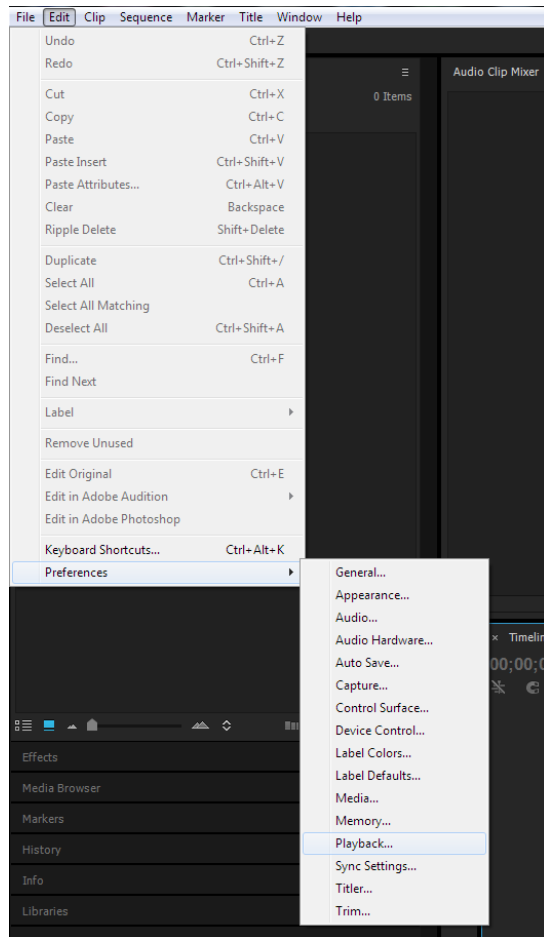 File Edit Clip Sequence Marker Title Window Help
Undo Ctrl+Z
Redo Ctrl+Shift+Z
Audio Clip Mixer
Cut Ctrl+X
0 Items
Copy Ctrl+C
Paste Ctrl+V
Paste Insert Ctrl+Shift+V
Paste Attributes... Ctrl+Alt+V
Clear Backspace
Ripple Delete Shift+Delete
Duplicate Ctrl+Shift+/
Select All Ctrl+A
Select All Matching
Deselect All Ctrl+Shift+A
Find... Ctrl+F
Find Next
Label
Remove Unused
Edit Original Ctrl+E
Edit in Adobe Audition
Edit in Adobe Photoshop
Keyboard Shortcuts... Ctrl+Alt+K
Preferences
General...
Appearance...
Audio...
Audio Hardware...
Auto Save...
Capture...
Control Surface...
Device Control...
Label Colors...
Label Defaults...
Media...
Memory...
Playback...
Sync Settings...
Titler...
Trim...
× Timelin
00;00;0
Effects
Media Browser
Markers
History
Info
Libraries